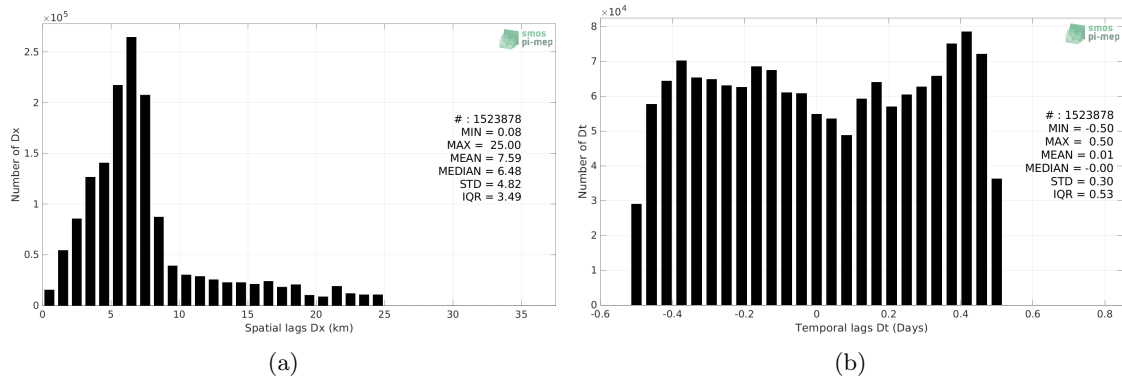 ×10⁵
smos
pi-mep
2.5
2
1.5
1
0.5
0
Number of Dx
# : 1523878
MIN = 0.08
MAX = 25.00
MEAN = 7.59
MEDIAN = 6.48
STD = 4.82
IQR = 3.49
0 5 10 15 20 25 30 35
Spatial lags Dx (km)
(a)
×10⁴
smos
pi-mep
8
7
6
5
4
3
2
1
0
Number of Dt
# : 1523878
MIN = -0.50
MAX = 0.50
MEAN = 0.01
MEDIAN = -0.00
STD = 0.30
IQR = 0.53
-0.6 -0.4 -0.2 0 0.2 0.4 0.6 0.8
Temporal lags Dt (Days)
(b)